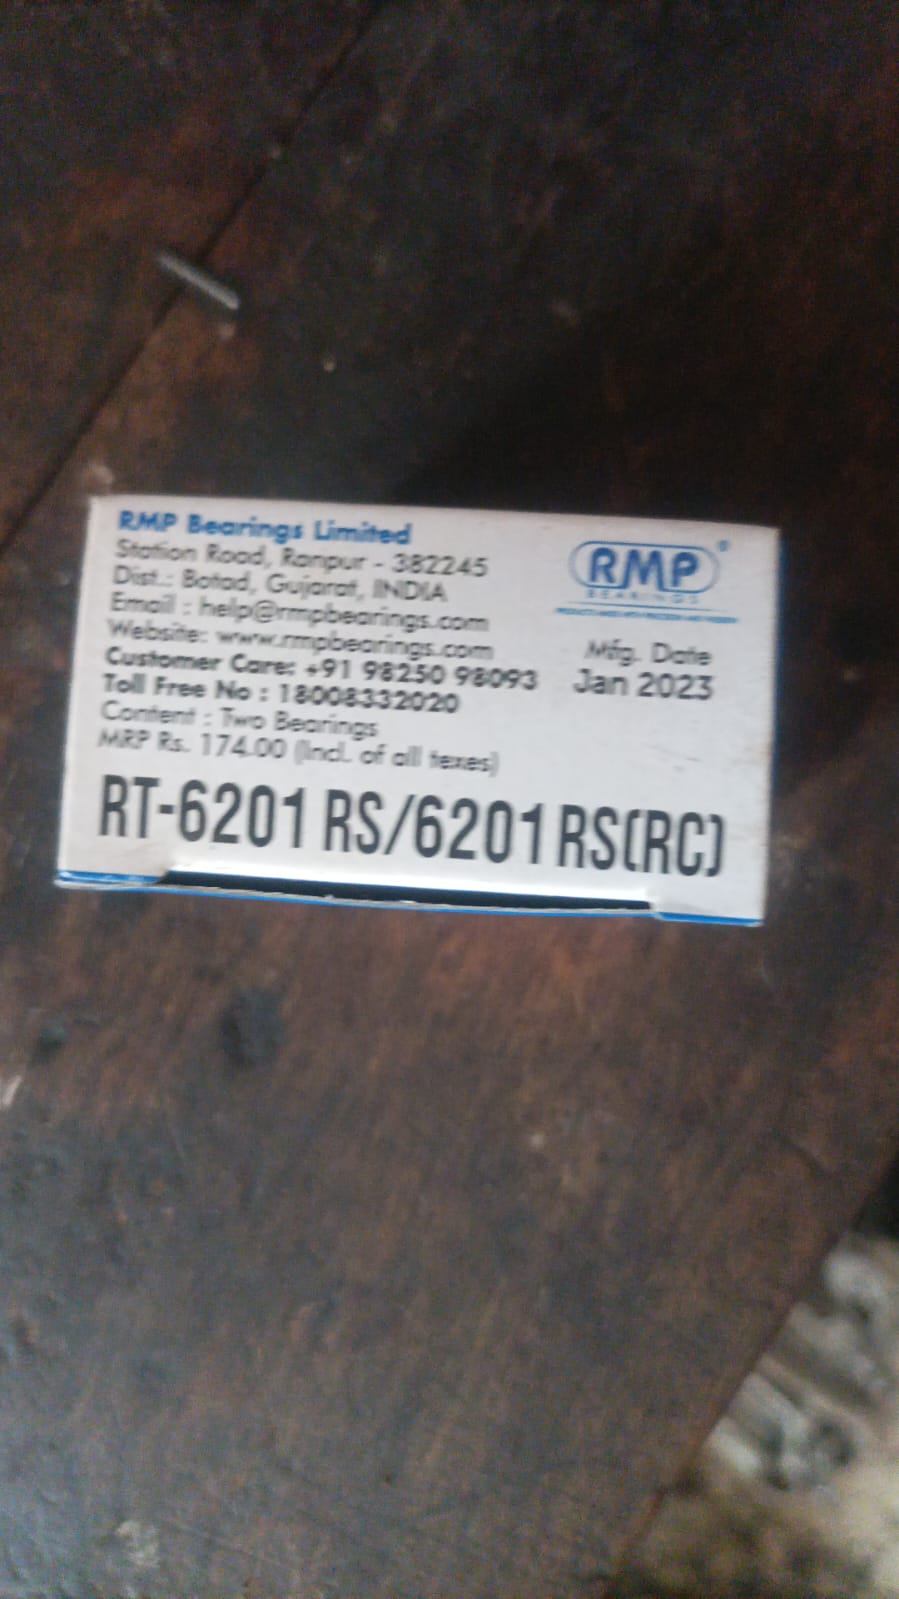 RMP Bearings Limited
Station Road, Ranpur - 382245
Dist.: Botad, Gujarat, INDIA
Email : help@rmpbearings.com
Website: www.rmpbearings.com
Customer Care: +91 98250 98093
Toll Free No : 18008332020
Content : Two Bearings
MRP Rs. 174.00 (Incl. of all texes)
RMP
BEARINGS
Mfg. Date
Jan 2023
RT-6201 RS/6201 RS(RC)